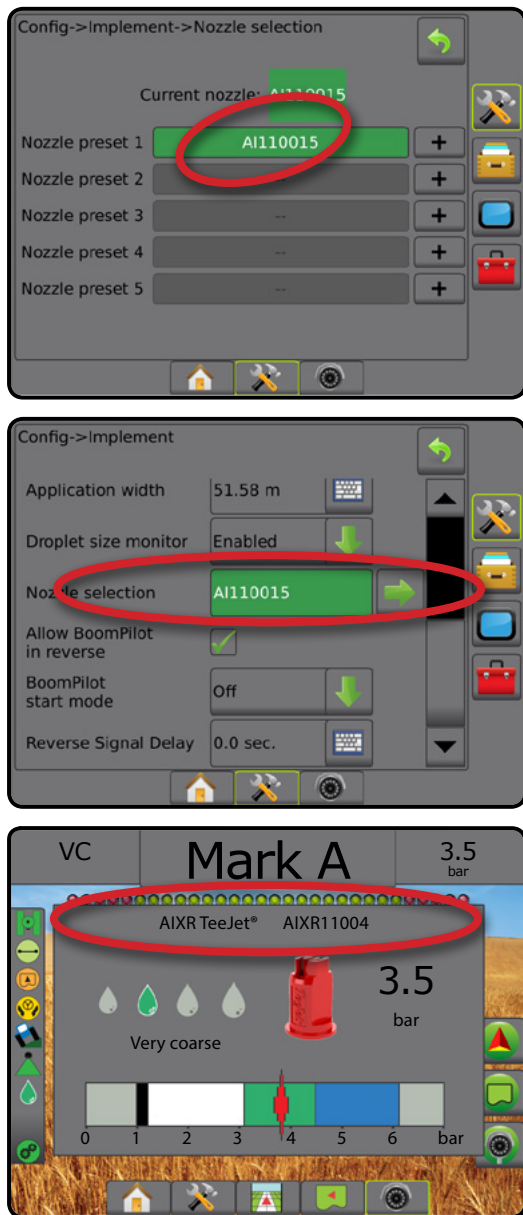 Config->Implement->Nozzle selection
Current nozzle: AI110015
Nozzle preset 1 AI110015 +
Nozzle preset 2 -- +
Nozzle preset 3 -- +
Nozzle preset 4 -- +
Nozzle preset 5 -- +
Config->Implement
Application width 51.58 m
Droplet size monitor Enabled
Nozzle selection AI110015
Allow BoomPilot
in reverse
BoomPilot
start mode Off
Reverse Signal Delay 0.0 sec.
VC Mark A 3.5
bar
AIXR TeeJet® AIXR11004
3.5
bar
Very coarse
0 1 2 3 4 5 6 bar